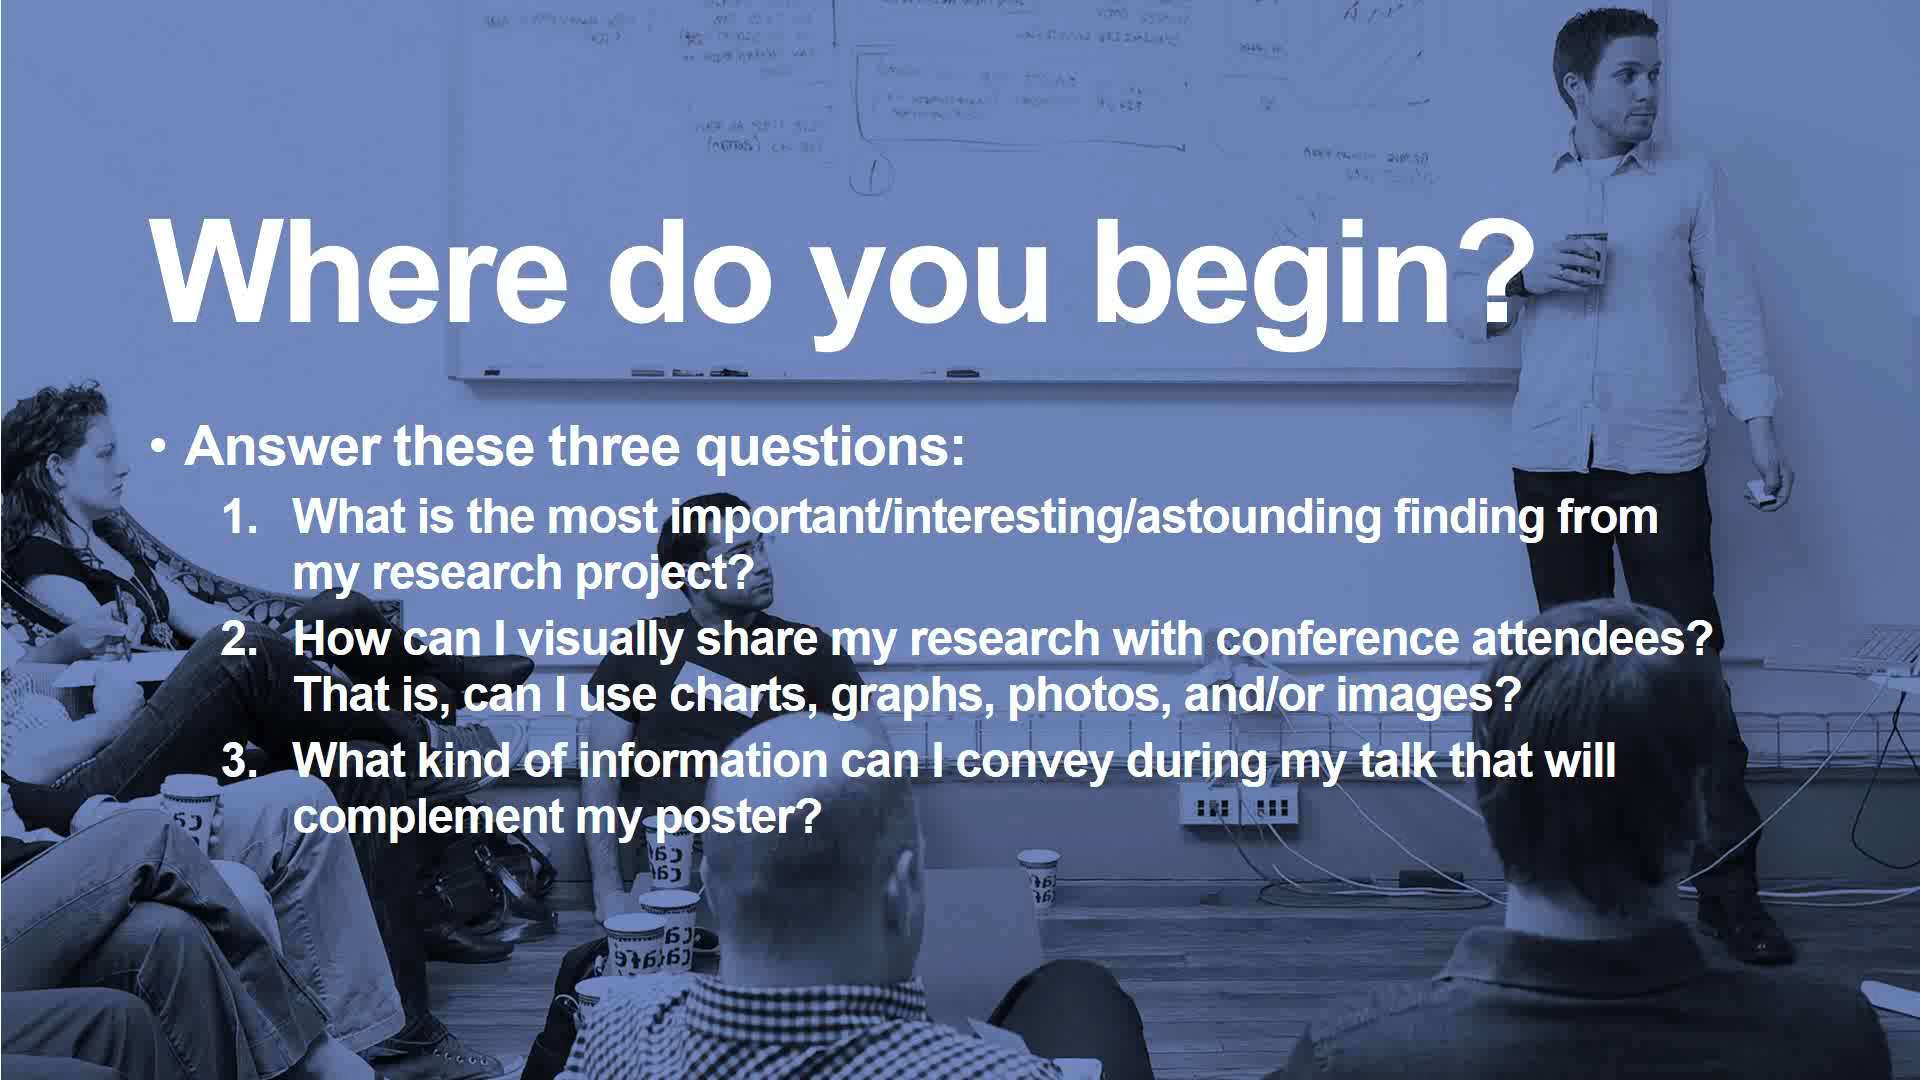 Where do you begin?
• Answer these three questions:
1. What is the most important/interesting/astounding finding from
my research project?
2. How can I visually share my research with conference attendees?
That is, can I use charts, graphs, photos, and/or images?
3. What kind of information can I convey during my talk that will
complement my poster?